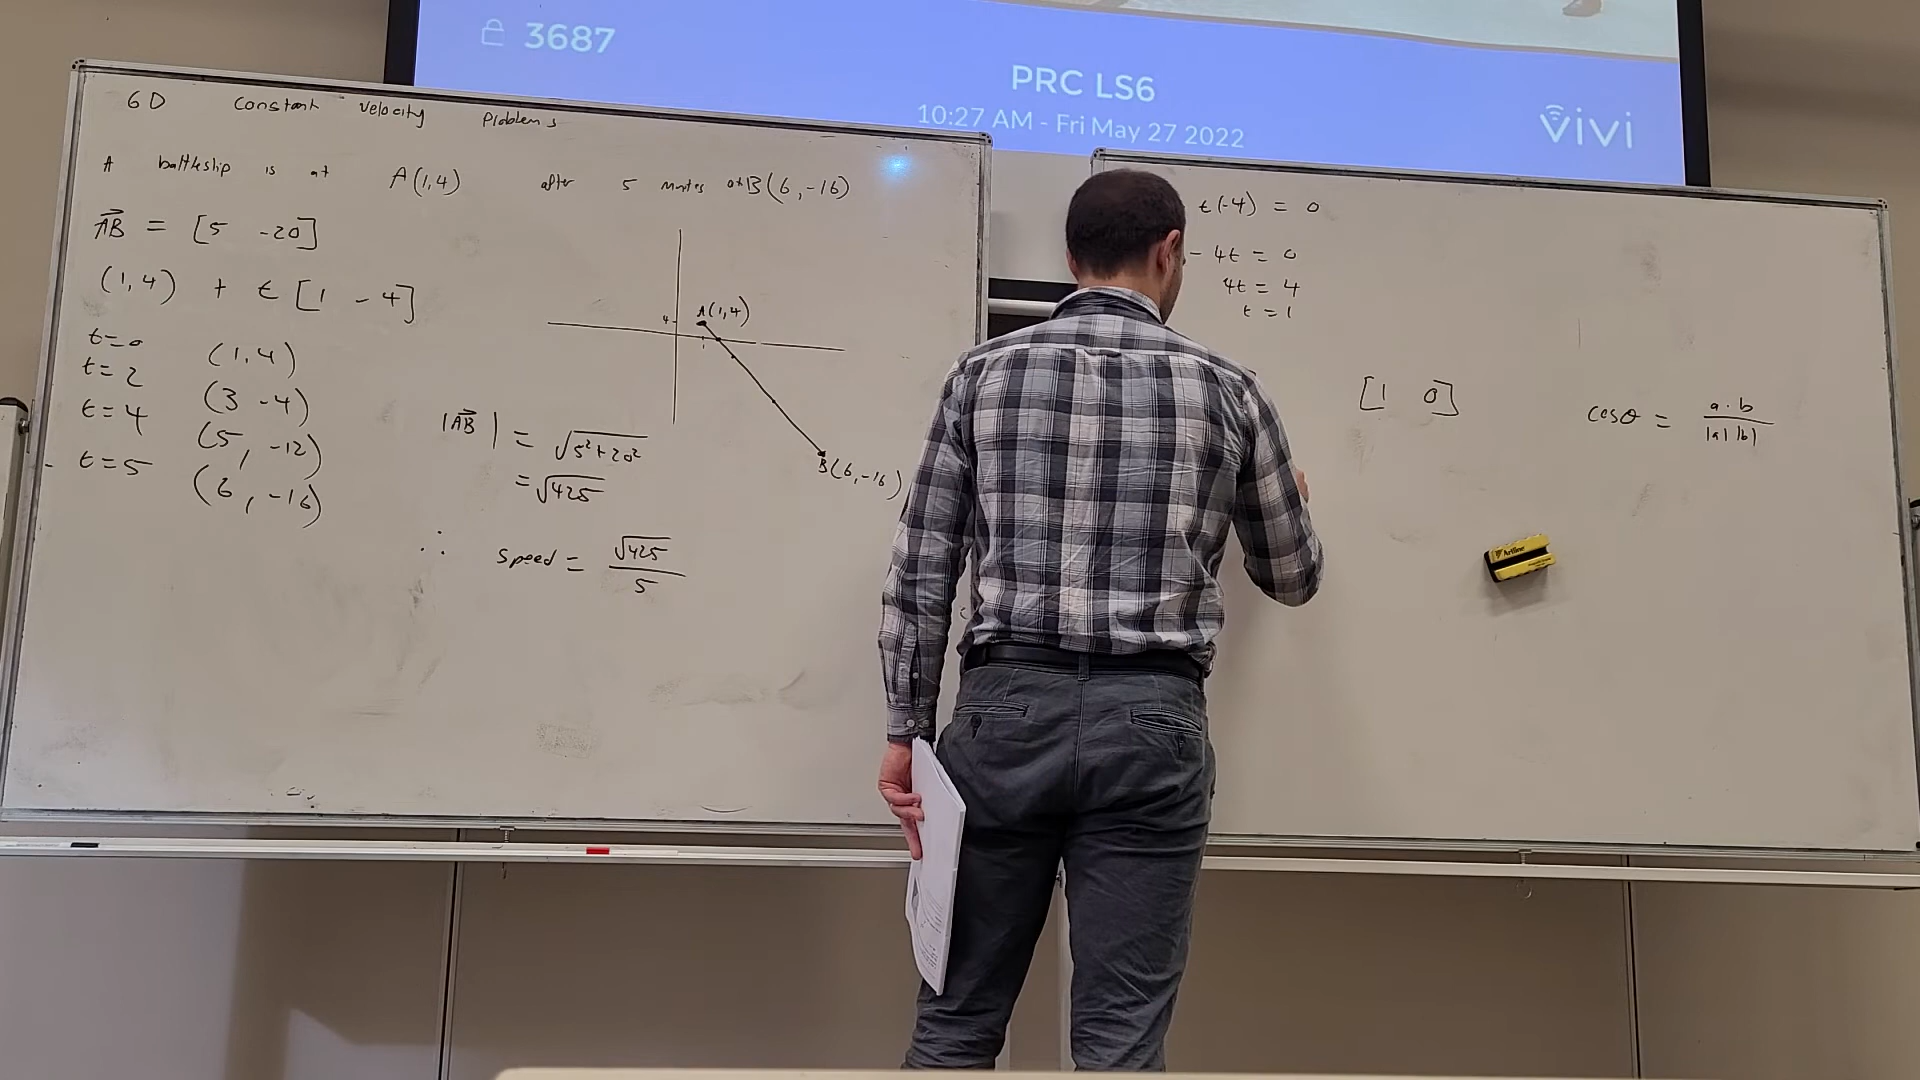 3687
PRC LS6
10:27 AM - Fri May 27 2022
vivi
6D constant velocity problems
A battleship is at A(1,4) after 5 mntes at B(6,-16)
AB = [5 -20]
(1,4) + t [1 -4]
t=0 (1,4)
t=2 (3 -4)
t=4 (5, -12)
t=5 (6, -16)
4
A(1,4)
B(6,-16)
|AB| = √5²+20²
= √425
∴ speed = √425/5
t(-4) = 0
- 4t = 0
4t = 4
t = 1
[1 0]
cosθ = a·b/|a||b|
Artline